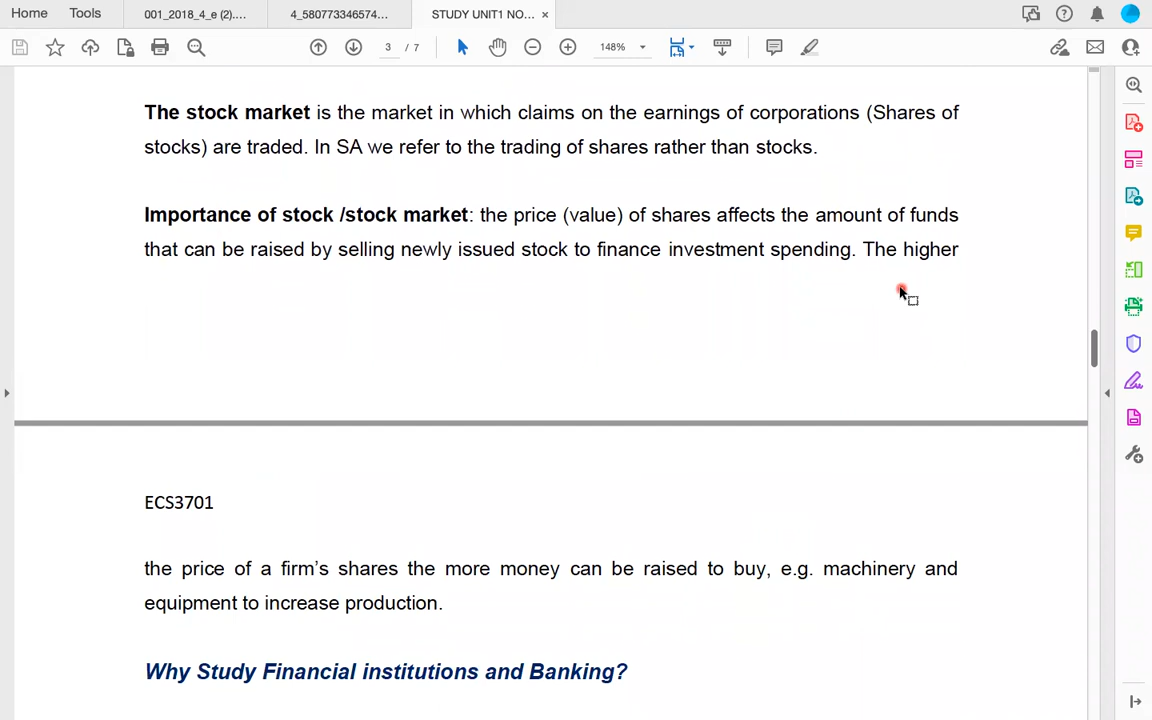 Home Tools 001_2018_4_e (2).... 4_580773346574... STUDY UNIT1 NO... ×
3 / 7 148%
The stock market is the market in which claims on the earnings of corporations (Shares of
stocks) are traded. In SA we refer to the trading of shares rather than stocks.
Importance of stock /stock market: the price (value) of shares affects the amount of funds
that can be raised by selling newly issued stock to finance investment spending. The higher
ECS3701
the price of a firm’s shares the more money can be raised to buy, e.g. machinery and
equipment to increase production.
Why Study Financial institutions and Banking?